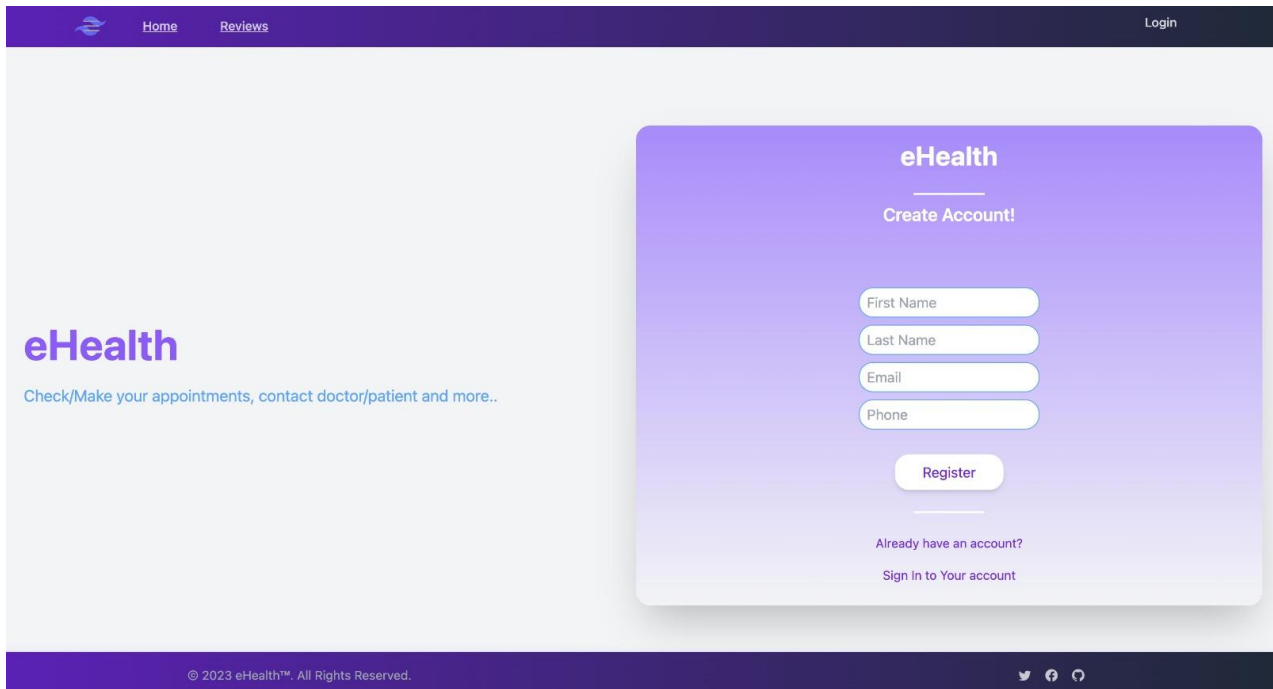 Home
Reviews
Login
eHealth
Check/Make your appointments, contact doctor/patient and more..
eHealth
Create Account!
First Name
Last Name
Email
Phone
Register
Already have an account?
Sign In to Your account
© 2023 eHealth™. All Rights Reserved.